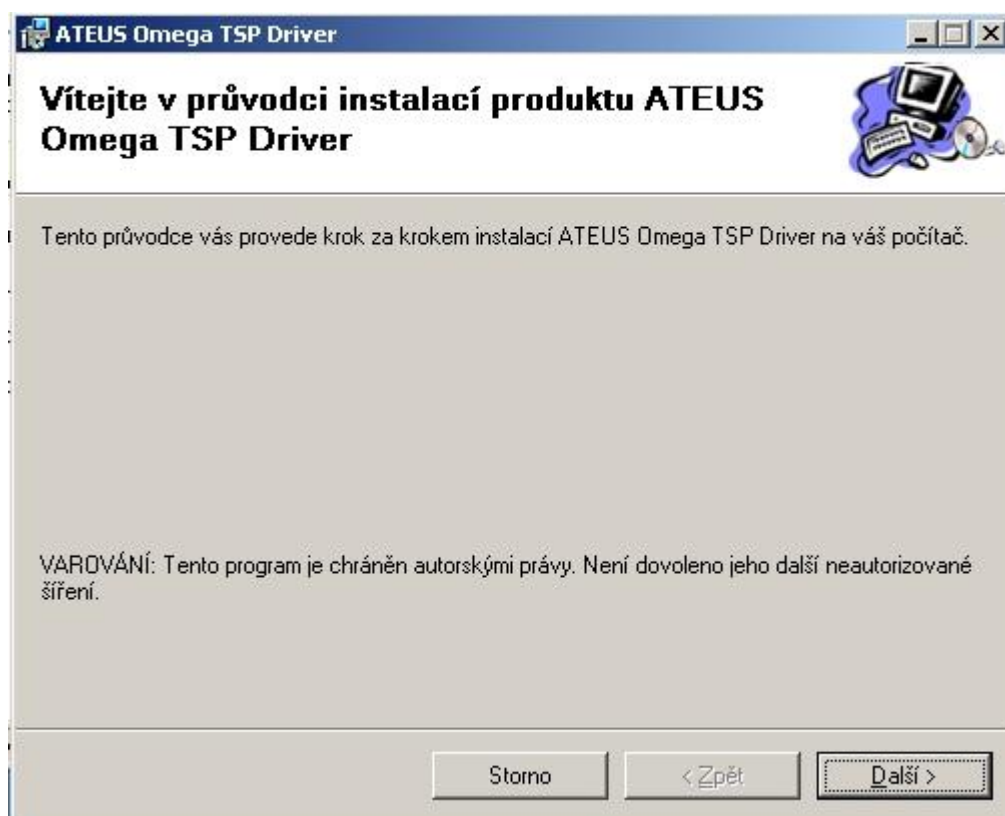 ATEUS Omega TSP Driver
Vítejte v průvodci instalací produktu ATEUS
Omega TSP Driver
Tento průvodce vás provede krok za krokem instalací ATEUS Omega TSP Driver na váš počítač.
VAROVÁNÍ: Tento program je chráněn autorskými právy. Není dovoleno jeho další neautorizované
šíření.
Storno
< Zpět
Další >